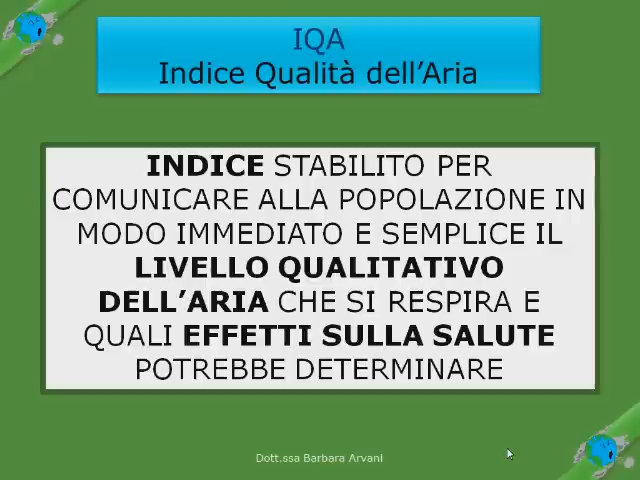 IQA
Indice Qualità dell’Aria
INDICE STABILITO PER
COMUNICARE ALLA POPOLAZIONE IN
MODO IMMEDIATO E SEMPLICE IL
LIVELLO QUALITATIVO
DELL’ARIA CHE SI RESPIRA E
QUALI EFFETTI SULLA SALUTE
POTREBBE DETERMINARE
Dott.ssa Barbara Arvani